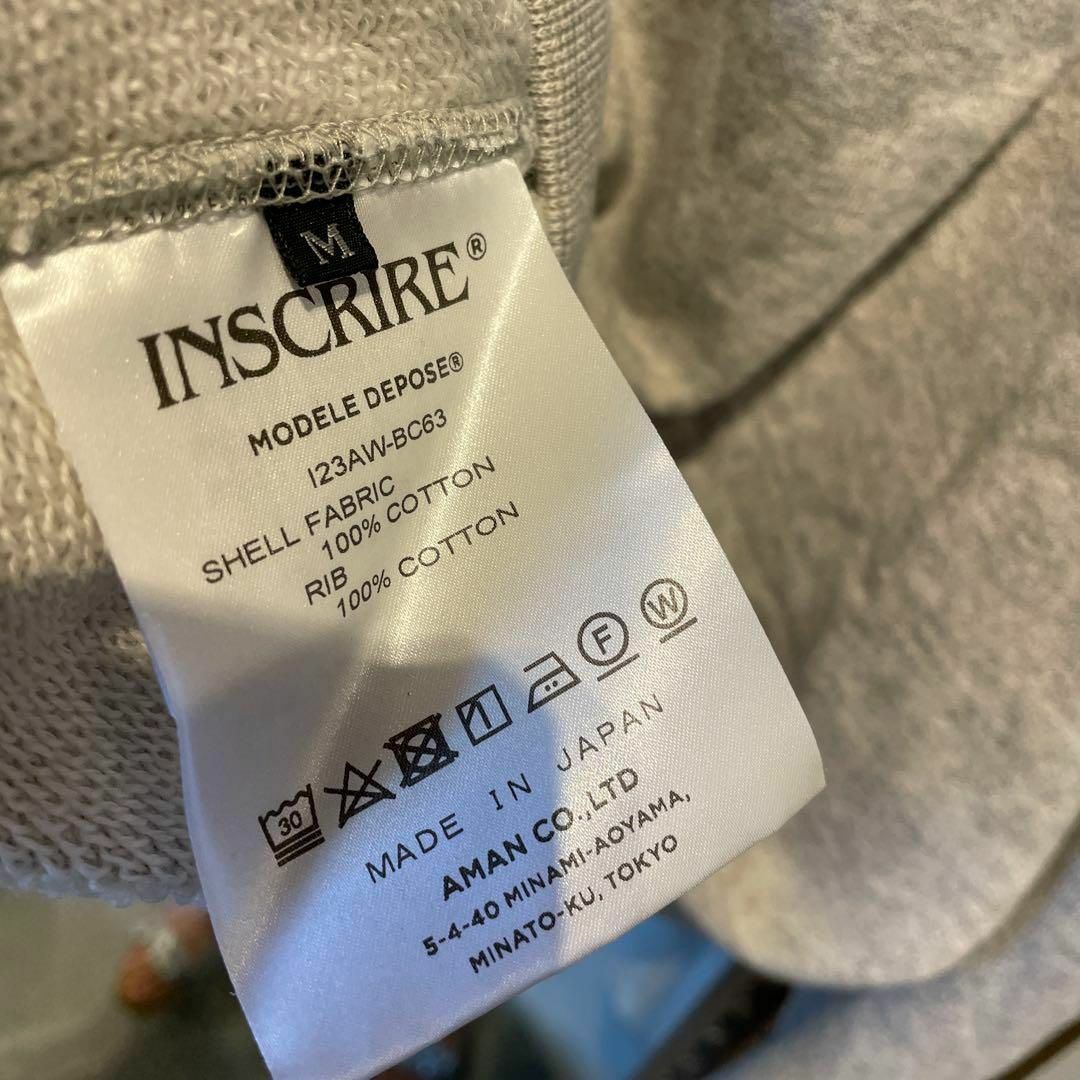 M
INSCRIRE®
MODELE DEPOSE®
I23AW-BC63
SHELL FABRIC
100% COTTON
RIB
100% COTTON
30
F
W
MADE IN JAPAN
AMAN CO.,LTD
5-4-40 MINAMI-AOYAMA,
MINATO-KU, TOKYO